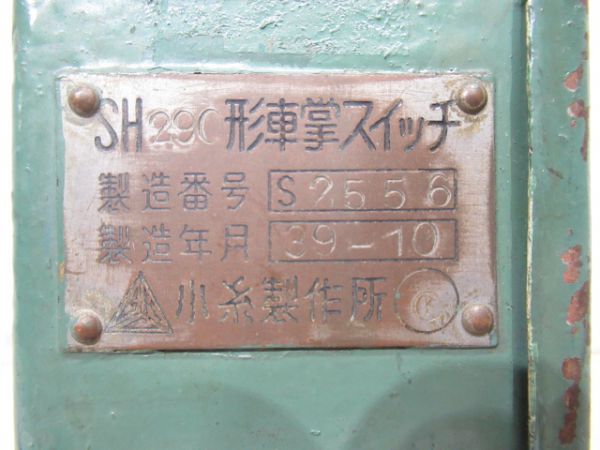 SH29C形車掌スイッチ
製造番号 S2556
製造年月 39-10
小糸製作所